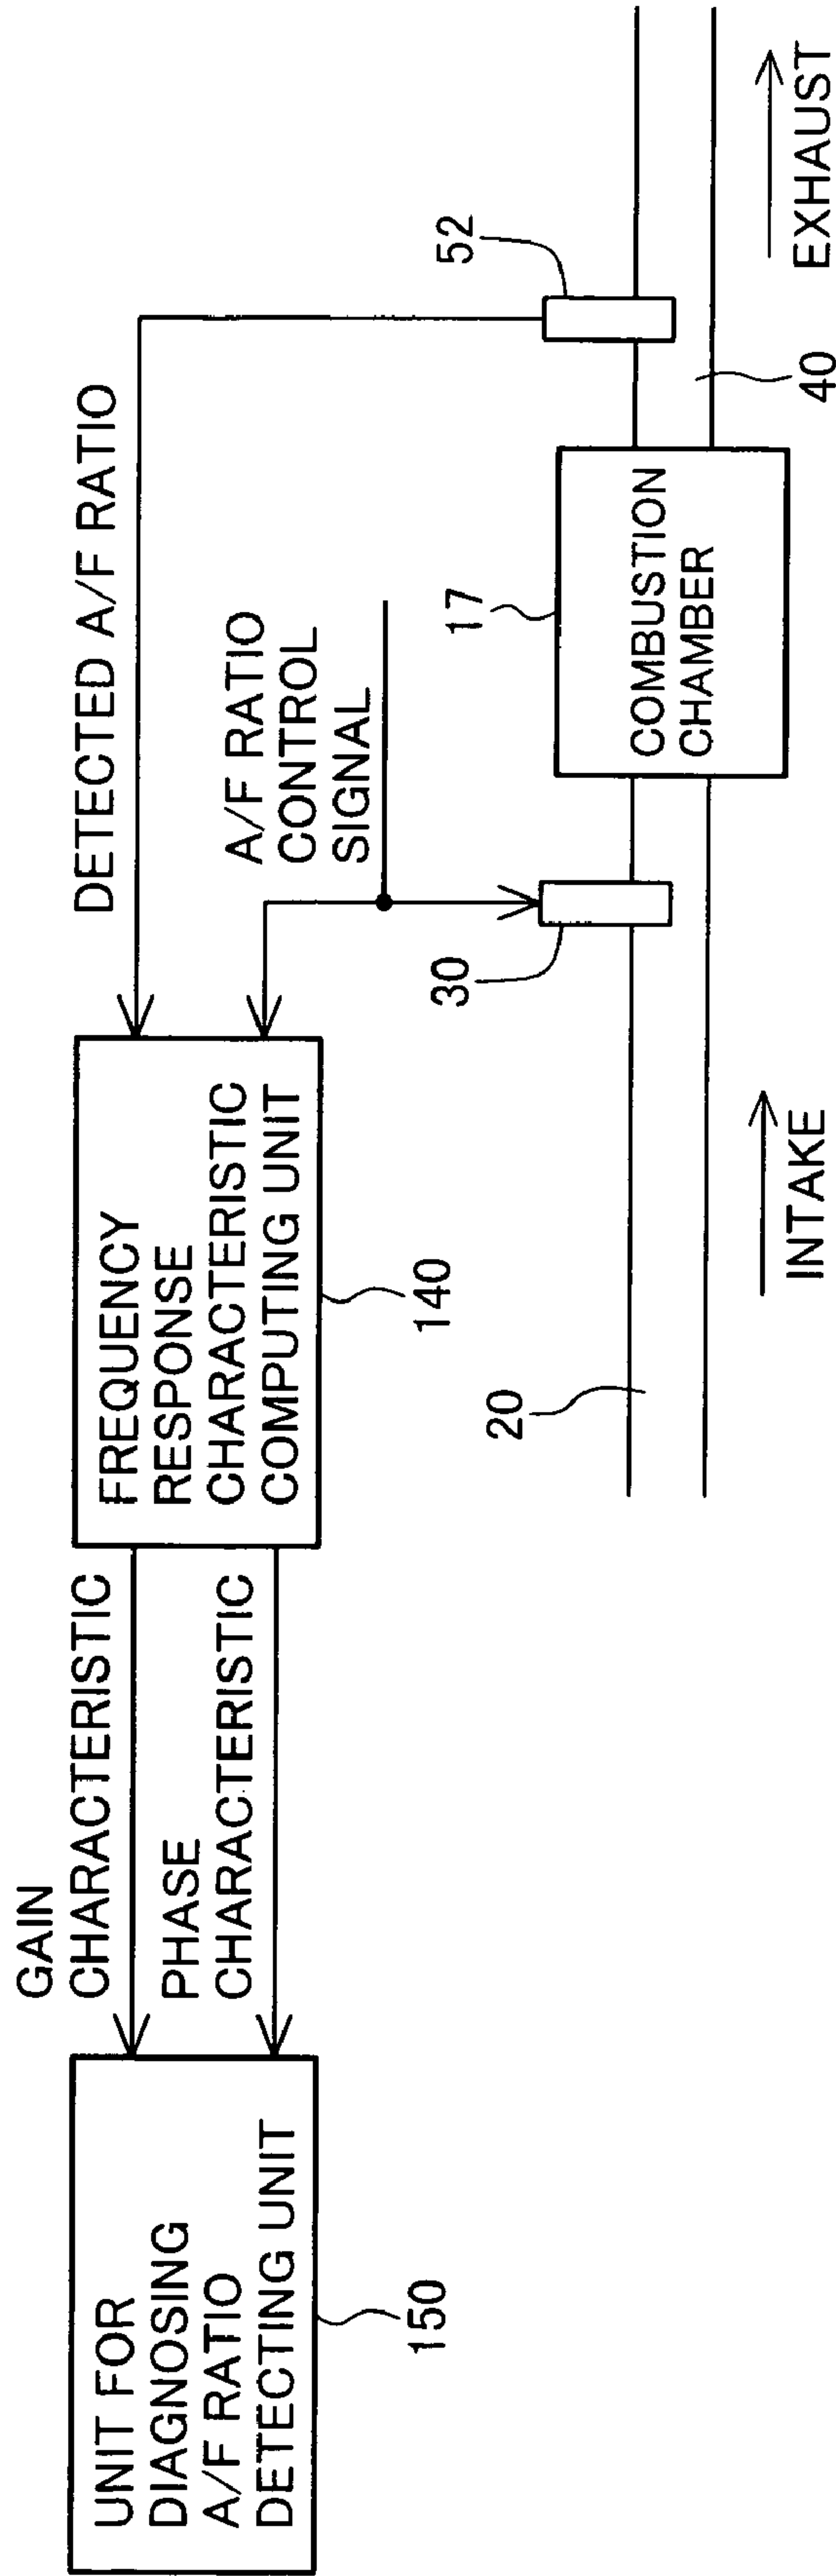 UNIT FOR
DIAGNOSING
A/F RATIO
DETECTING UNIT
150
GAIN
CHARACTERISTIC
PHASE
CHARACTERISTIC
FREQUENCY
RESPONSE
CHARACTERISTIC
COMPUTING UNIT
140
DETECTED A/F RATIO
A/F RATIO
CONTROL
SIGNAL
20
30
17
52
COMBUSTION
CHAMBER
40
INTAKE
EXHAUST